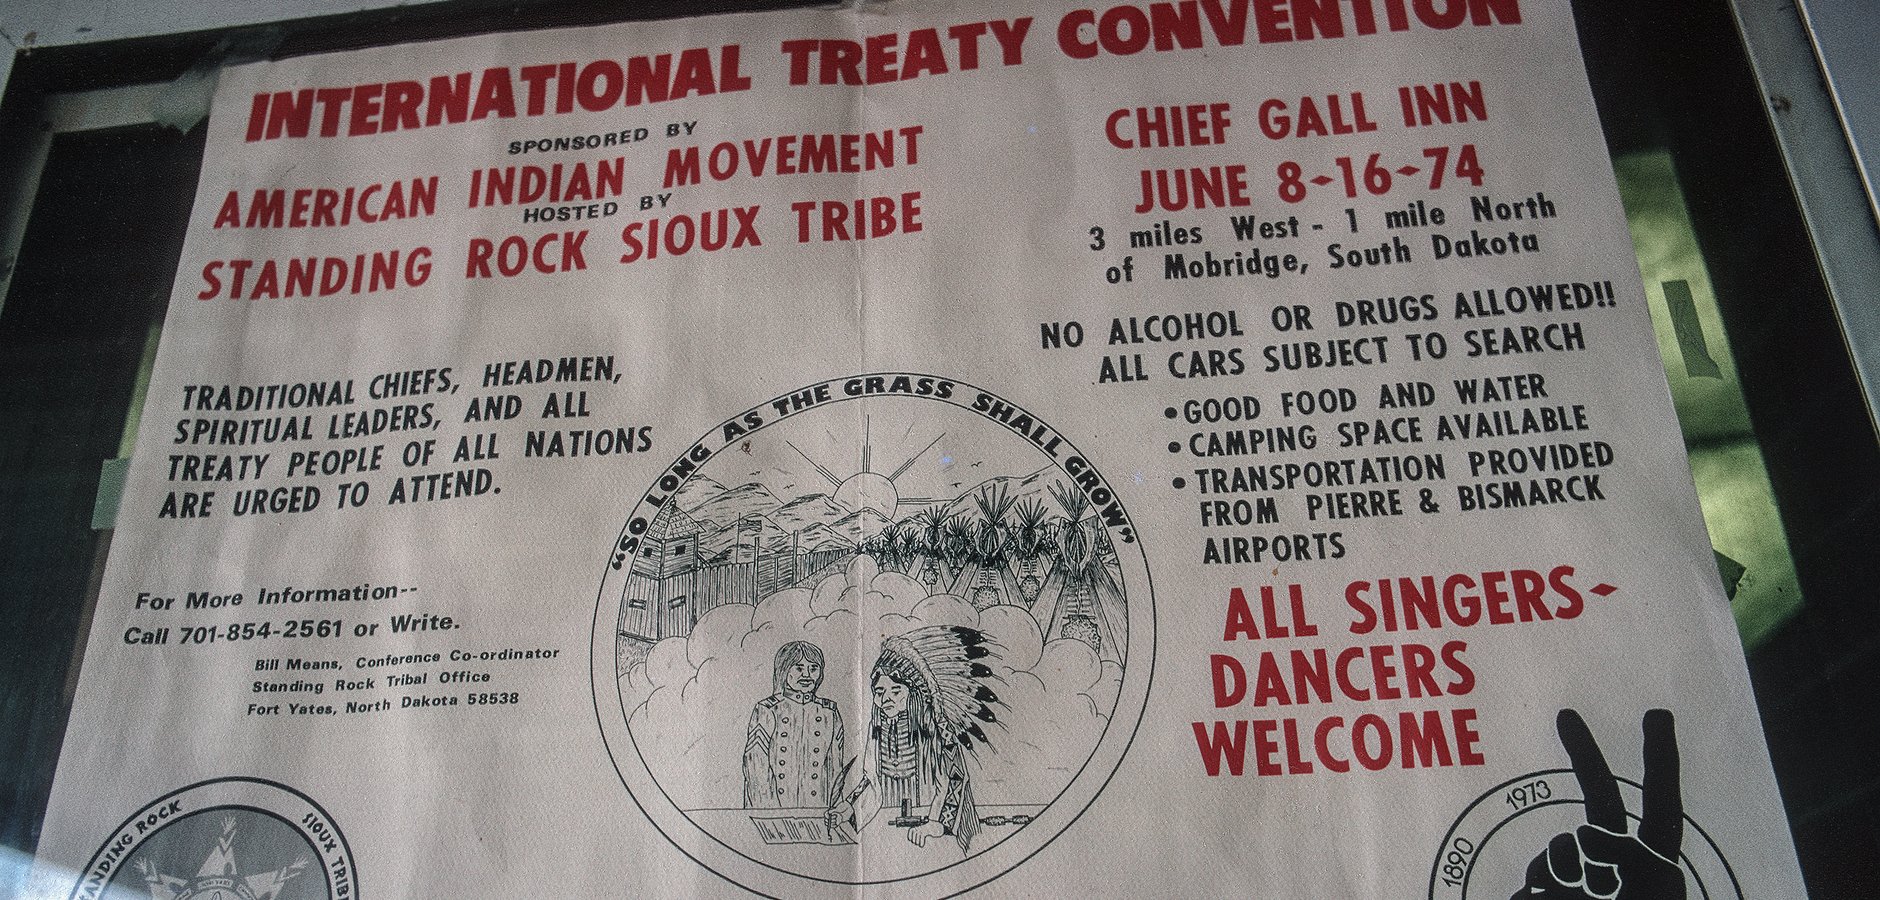 INTERNATIONAL TREATY CONVENTION
SPONSORED BY
AMERICAN INDIAN MOVEMENT
HOSTED BY
STANDING ROCK SIOUX TRIBE
CHIEF GALL INN
JUNE 8-16-74
3 miles West - 1 mile North
of Mobridge, South Dakota
NO ALCOHOL OR DRUGS ALLOWED!!
ALL CARS SUBJECT TO SEARCH
•GOOD FOOD AND WATER
•CAMPING SPACE AVAILABLE
•TRANSPORTATION PROVIDED
FROM PIERRE & BISMARCK
AIRPORTS
ALL SINGERS-
DANCERS
WELCOME
TRADITIONAL CHIEFS, HEADMEN,
SPIRITUAL LEADERS, AND ALL
TREATY PEOPLE OF ALL NATIONS
ARE URGED TO ATTEND.
For More Information--
Call 701-854-2561 or Write.
Bill Means, Conference Co-ordinator
Standing Rock Tribal Office
Fort Yates, North Dakota 58538
"SO LONG AS THE GRASS SHALL GROW"
ANDING ROCK SIOUX TRIB
1890 1973